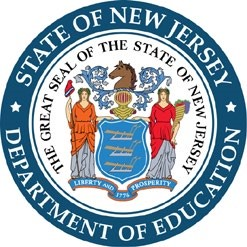 STATE OF NEW JERSEY
DEPARTMENT OF EDUCATION
THE GREAT SEAL OF THE STATE OF NEW JERSEY
LIBERTY AND PROSPERITY
1776